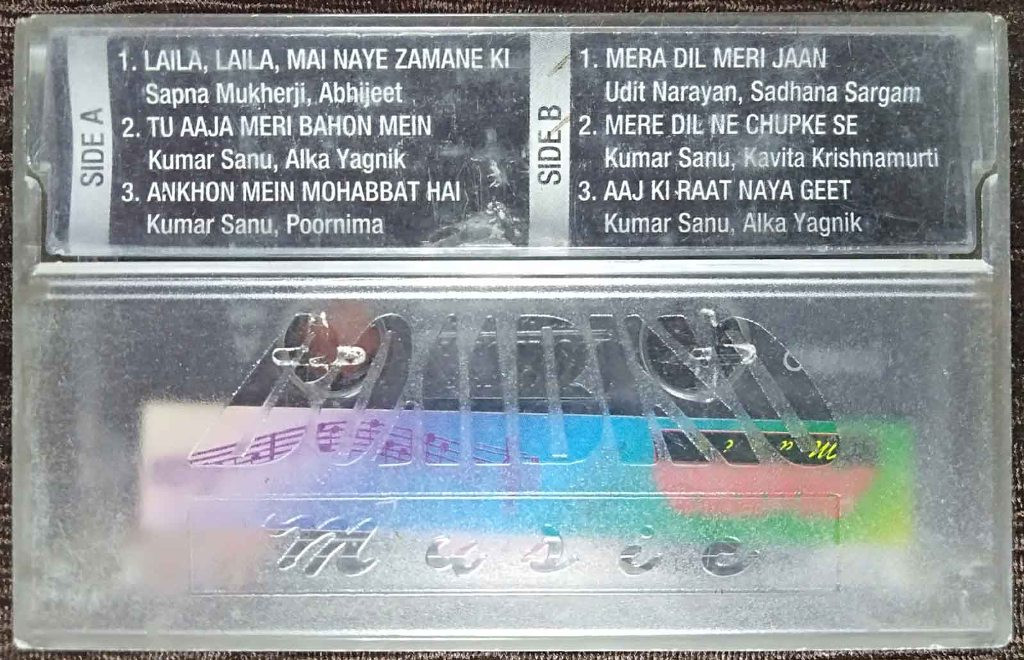 SIDE A
1. LAILA, LAILA, MAI NAYE ZAMANE KI
Sapna Mukherji, Abhijeet
2. TU AAJA MERI BAHON MEIN
Kumar Sanu, Alka Yagnik
3. ANKHON MEIN MOHABBAT HAI
Kumar Sanu, Poornima
SIDE B
1. MERA DIL MERI JAAN
Udit Narayan, Sadhana Sargam
2. MERE DIL NE CHUPKE SE
Kumar Sanu, Kavita Krishnamurti
3. AAJ KI RAAT NAYA GEET
Kumar Sanu, Alka Yagnik
Music